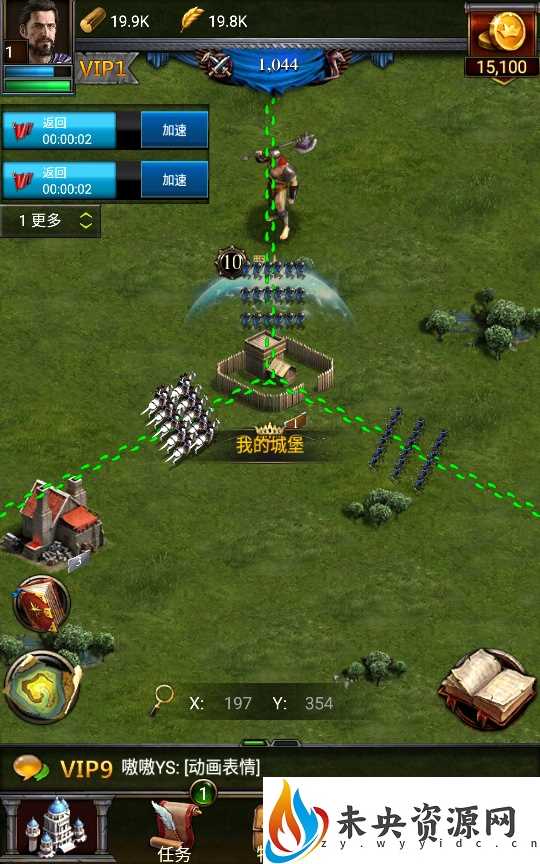 19.9K
19.8K
1
VIP1
1,044
15,100
返回
00:00:02
加速
返回
00:00:02
加速
1 更多
10
1
我的城堡
3
X: 197 Y: 354
VIP9 嗷嗷YS: [动画表情]
1
任务
未央资源网
zy.wyyidc.cn